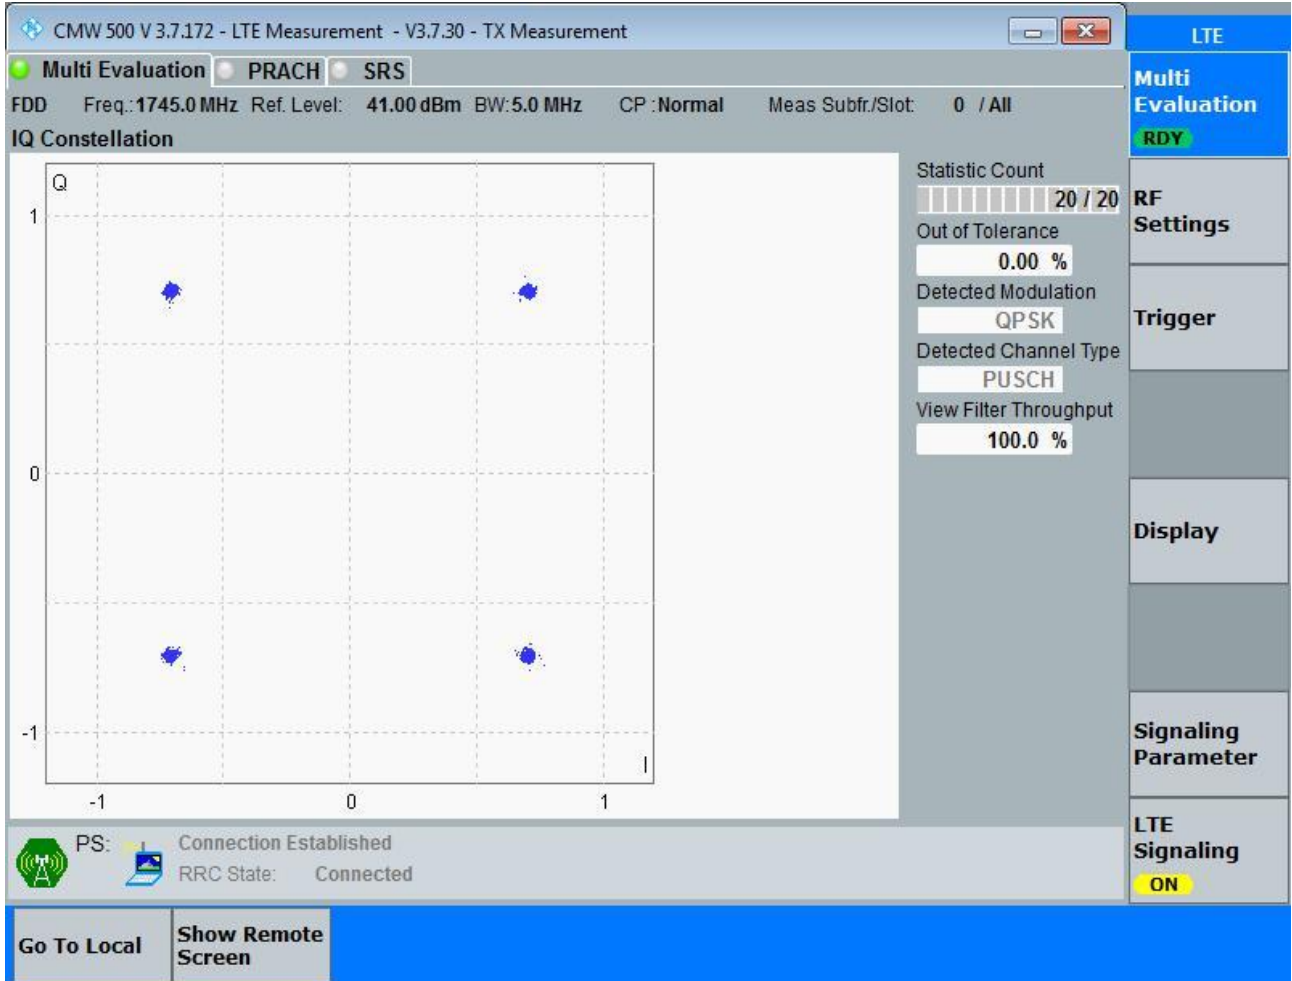 CMW 500 V 3.7.172 - LTE Measurement - V3.7.30 - TX Measurement
LTE
Multi Evaluation PRACH SRS
Multi
Evaluation
RDY
FDD Freq.:1745.0 MHz Ref. Level: 41.00 dBm BW:5.0 MHz CP :Normal Meas Subfr./Slot: 0 / All
IQ Constellation
Q
1
0
-1
-1 0 1
I
Statistic Count
20 / 20
Out of Tolerance
0.00 %
Detected Modulation
QPSK
Detected Channel Type
PUSCH
View Filter Throughput
100.0 %
RF
Settings
Trigger
Display
Signaling
Parameter
LTE
Signaling
ON
PS: Connection Established
RRC State: Connected
Go To Local
Show Remote
Screen